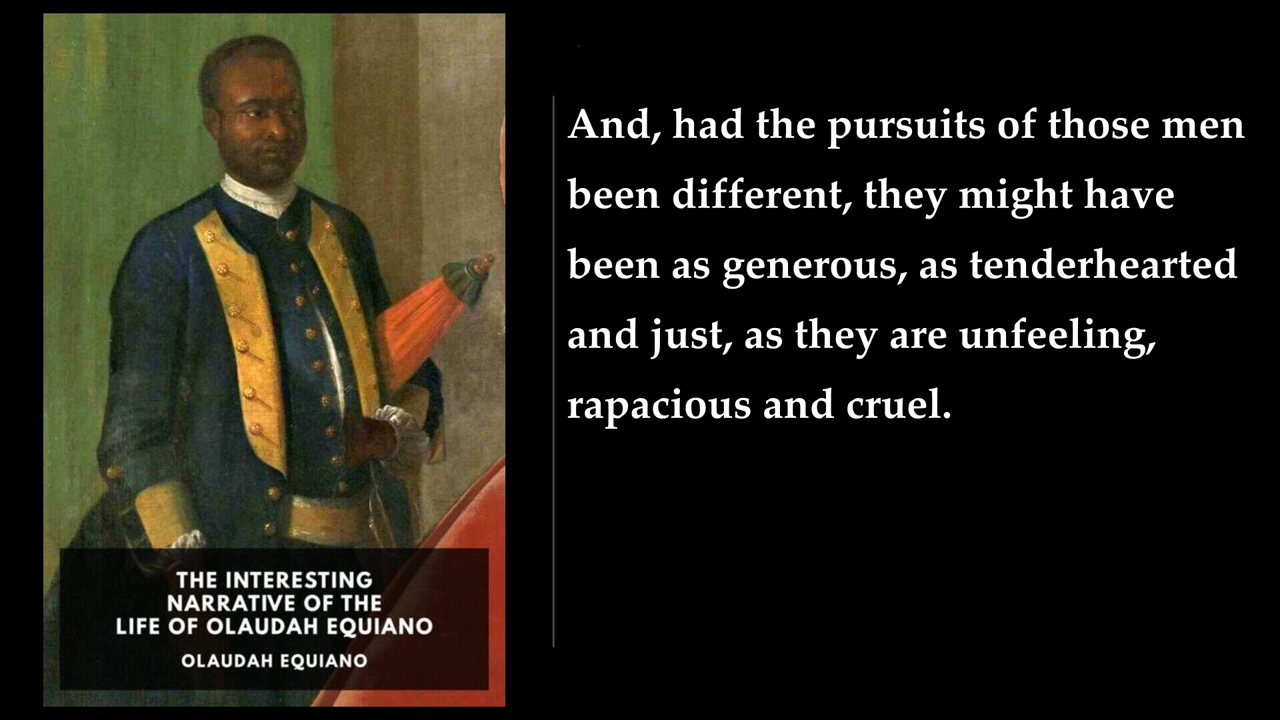 THE INTERESTING
NARRATIVE OF THE
LIFE OF OLAUDAH EQUIANO
OLAUDAH EQUIANO
And, had the pursuits of those men
been different, they might have
been as generous, as tenderhearted
and just, as they are unfeeling,
rapacious and cruel.